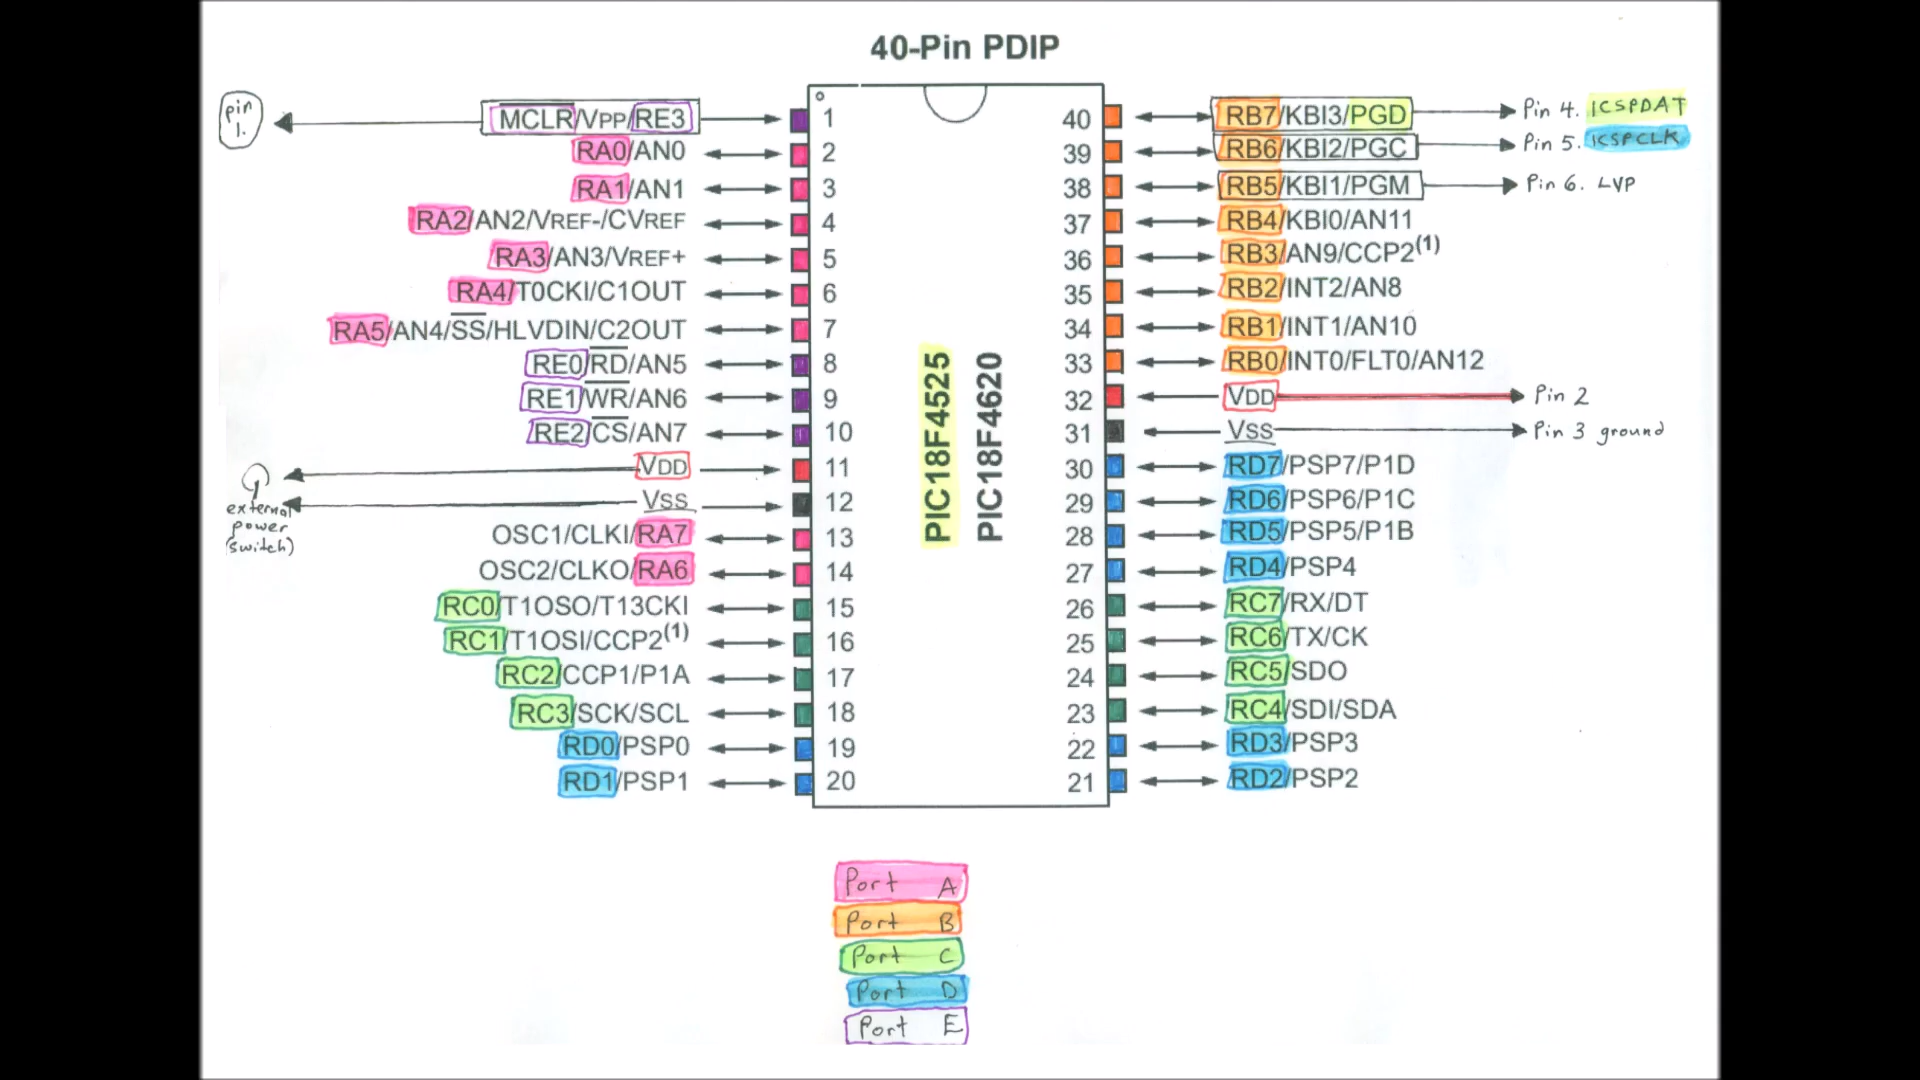 40-Pin PDIP
pin 1.
MCLR/VPP/RE3
RA0/AN0
RA1/AN1
RA2/AN2/VREF-/CVREF
RA3/AN3/VREF+
RA4/T0CKI/C1OUT
RA5/AN4/SS/HLVDIN/C2OUT
RE0/RD/AN5
RE1/WR/AN6
RE2/CS/AN7
VDD
VSS
external
power
(switch)
OSC1/CLKI/RA7
OSC2/CLKO/RA6
RC0/T1OSO/T13CKI
RC1/T1OSI/CCP2(1)
RC2/CCP1/P1A
RC3/SCK/SCL
RD0/PSP0
RD1/PSP1
1
2
3
4
5
6
7
8
9
10
11
12
13
14
15
16
17
18
19
20
PIC18F4525
PIC18F4620
40
39
38
37
36
35
34
33
32
31
30
29
28
27
26
25
24
23
22
21
RB7/KBI3/PGD Pin 4. ICSPDAT
RB6/KBI2/PGC Pin 5. ICSPCLK
RB5/KBI1/PGM Pin 6. LVP
RB4/KBI0/AN11
RB3/AN9/CCP2(1)
RB2/INT2/AN8
RB1/INT1/AN10
RB0/INT0/FLT0/AN12
VDD Pin 2
VSS Pin 3 ground
RD7/PSP7/P1D
RD6/PSP6/P1C
RD5/PSP5/P1B
RD4/PSP4
RC7/RX/DT
RC6/TX/CK
RC5/SDO
RC4/SDI/SDA
RD3/PSP3
RD2/PSP2
Port A
Port B
Port C
Port D
Port E